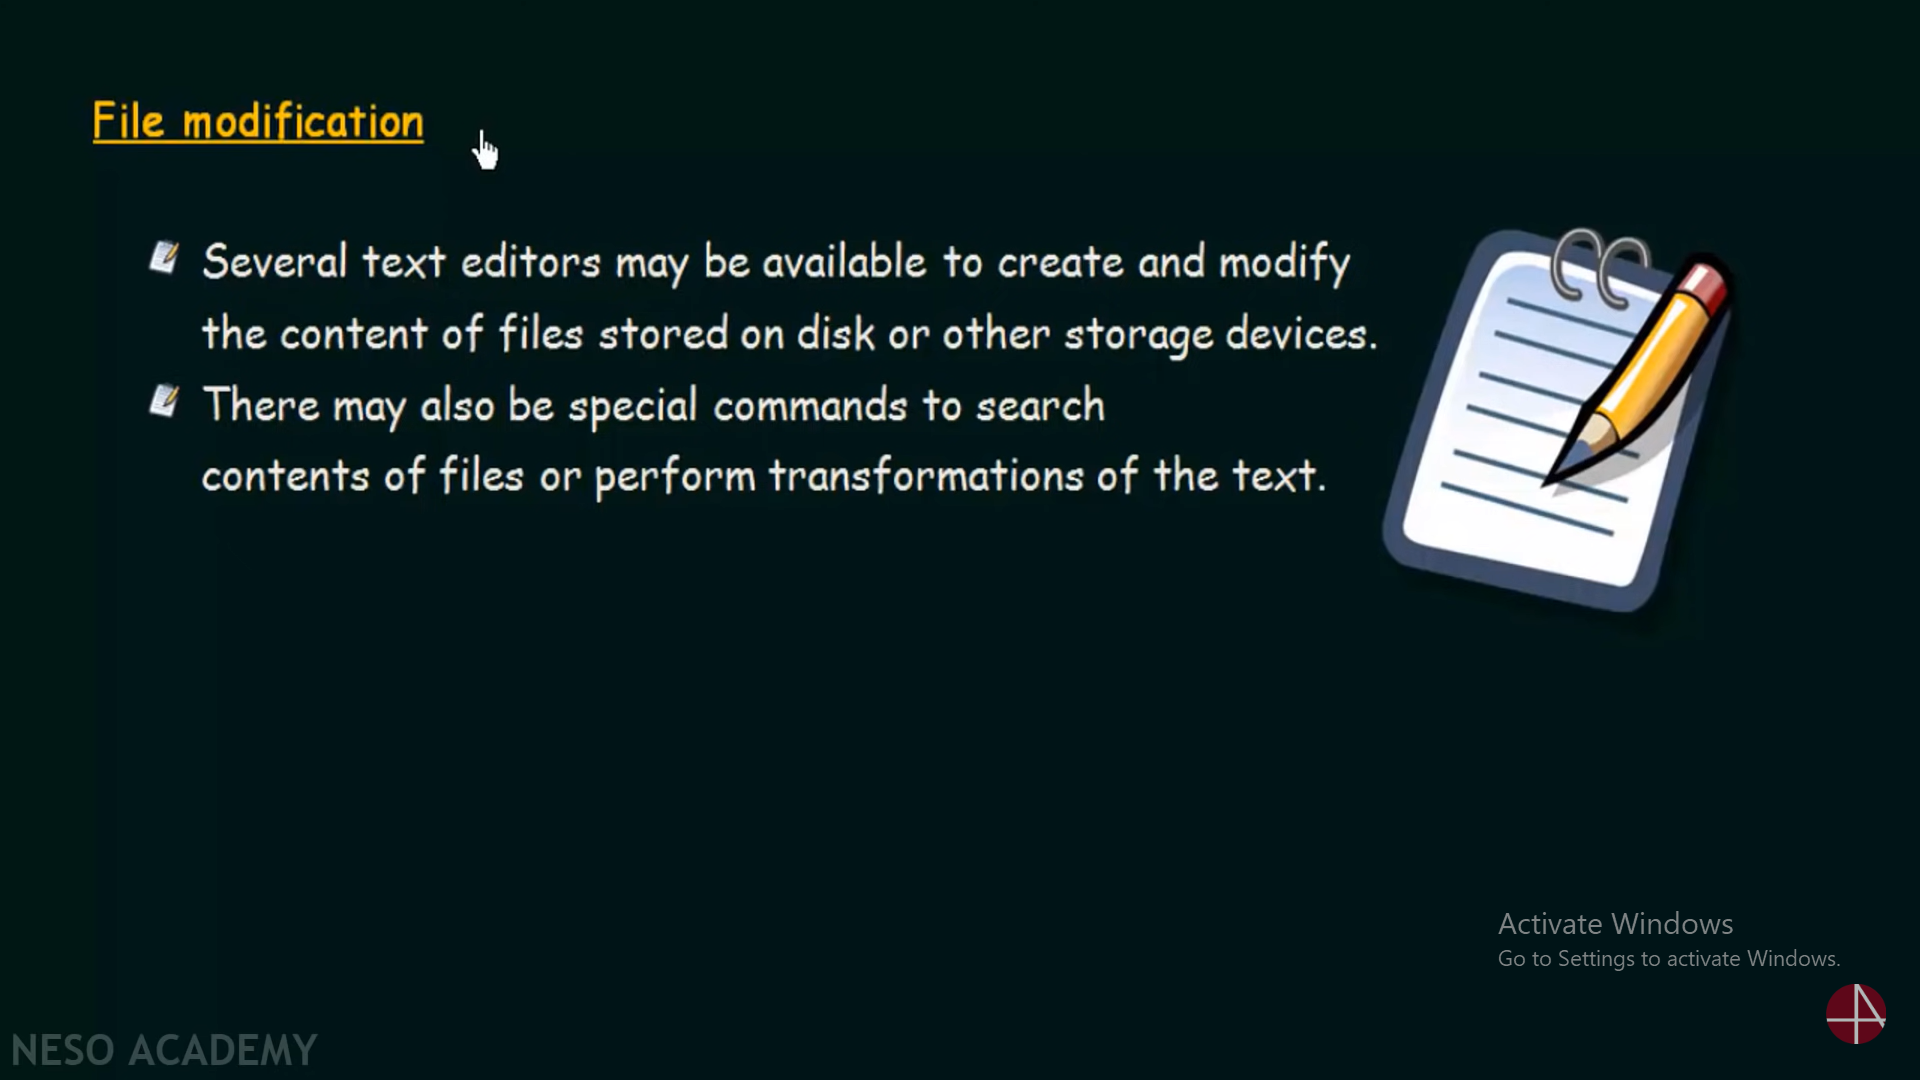 File modification
Several text editors may be available to create and modify
the content of files stored on disk or other storage devices.
There may also be special commands to search
contents of files or perform transformations of the text.
Activate Windows
Go to Settings to activate Windows.
NESO ACADEMY